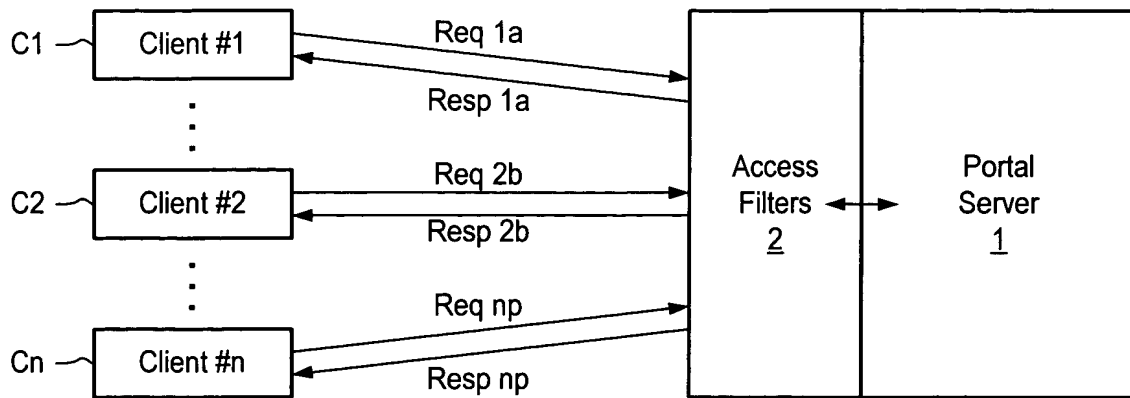 C1
Client #1
Req 1a
Resp 1a
C2
Client #2
Req 2b
Resp 2b
Cn
Client #n
Req np
Resp np
Access
Filters
2
Portal
Server
1